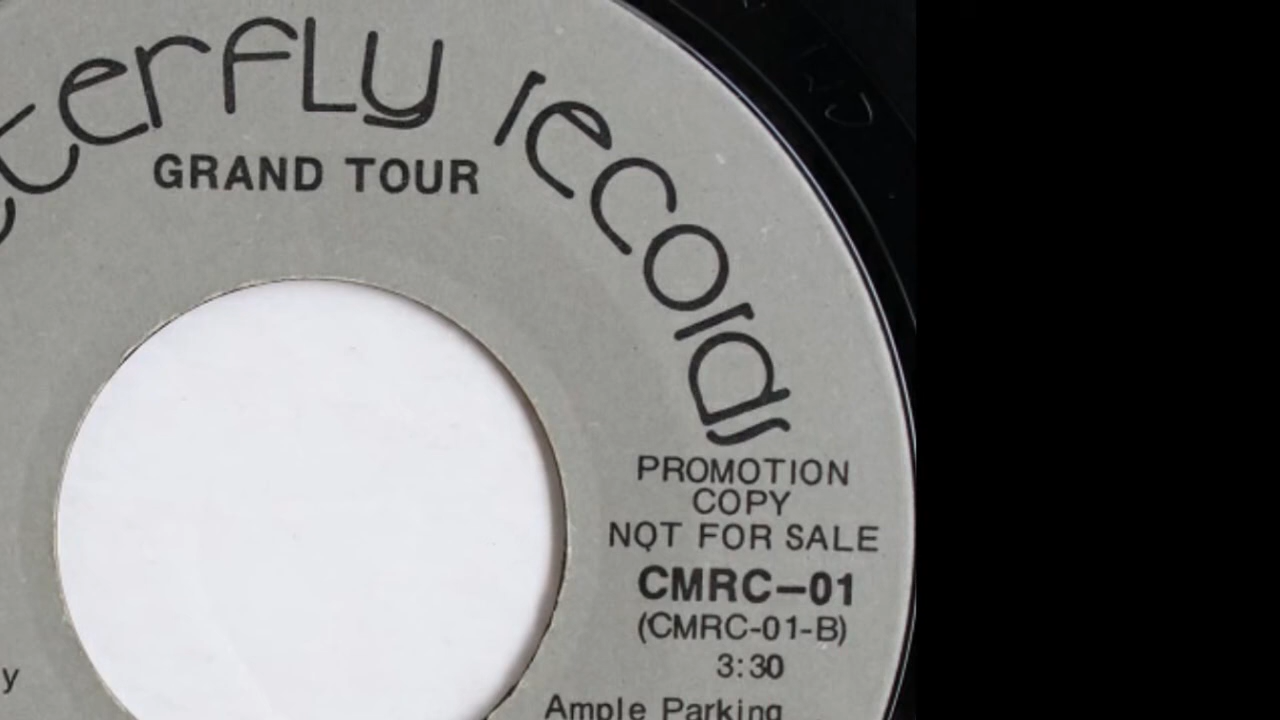 terfly records
GRAND TOUR
PROMOTION
COPY
NOT FOR SALE
CMRC-01
(CMRC-01-B)
3:30
y
Ample Parking